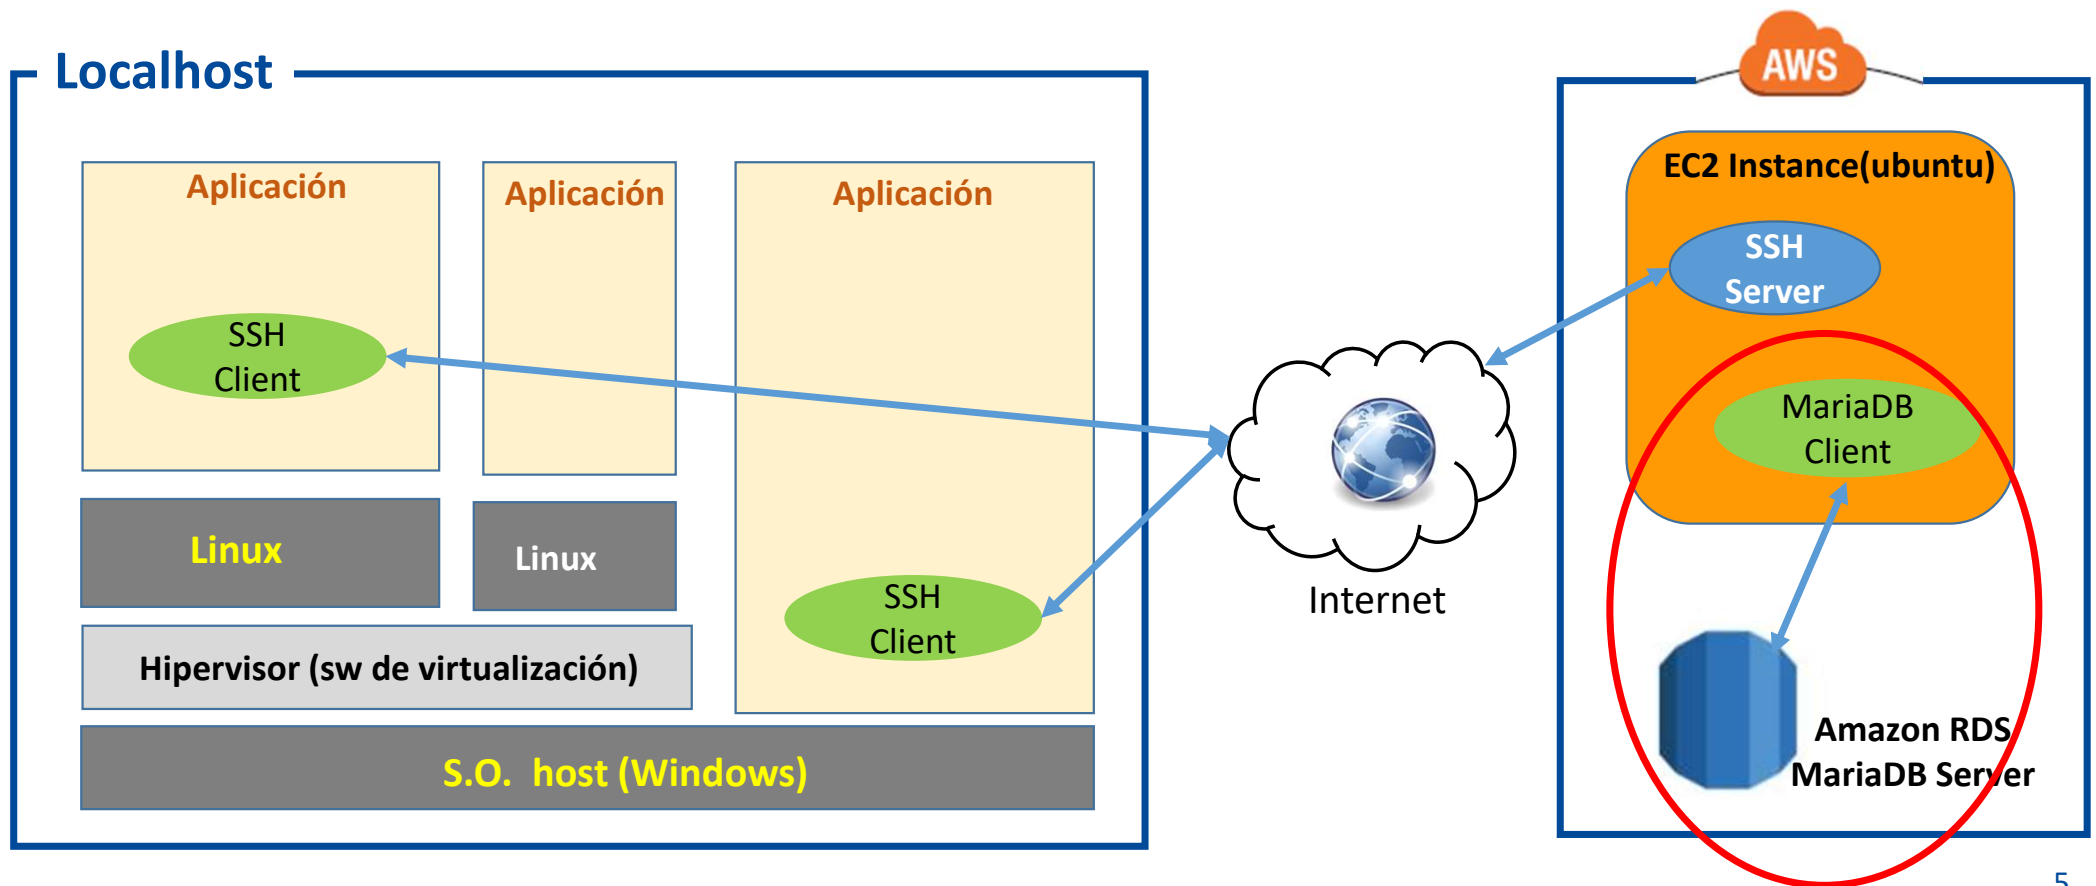 Localhost
Aplicación
SSH
Client
Linux
Aplicación
Linux
Aplicación
SSH
Client
Hipervisor (sw de virtualización)
S.O. host (Windows)
Internet
AWS
EC2 Instance(ubuntu)
SSH
Server
MariaDB
Client
Amazon RDS
MariaDB Server
5